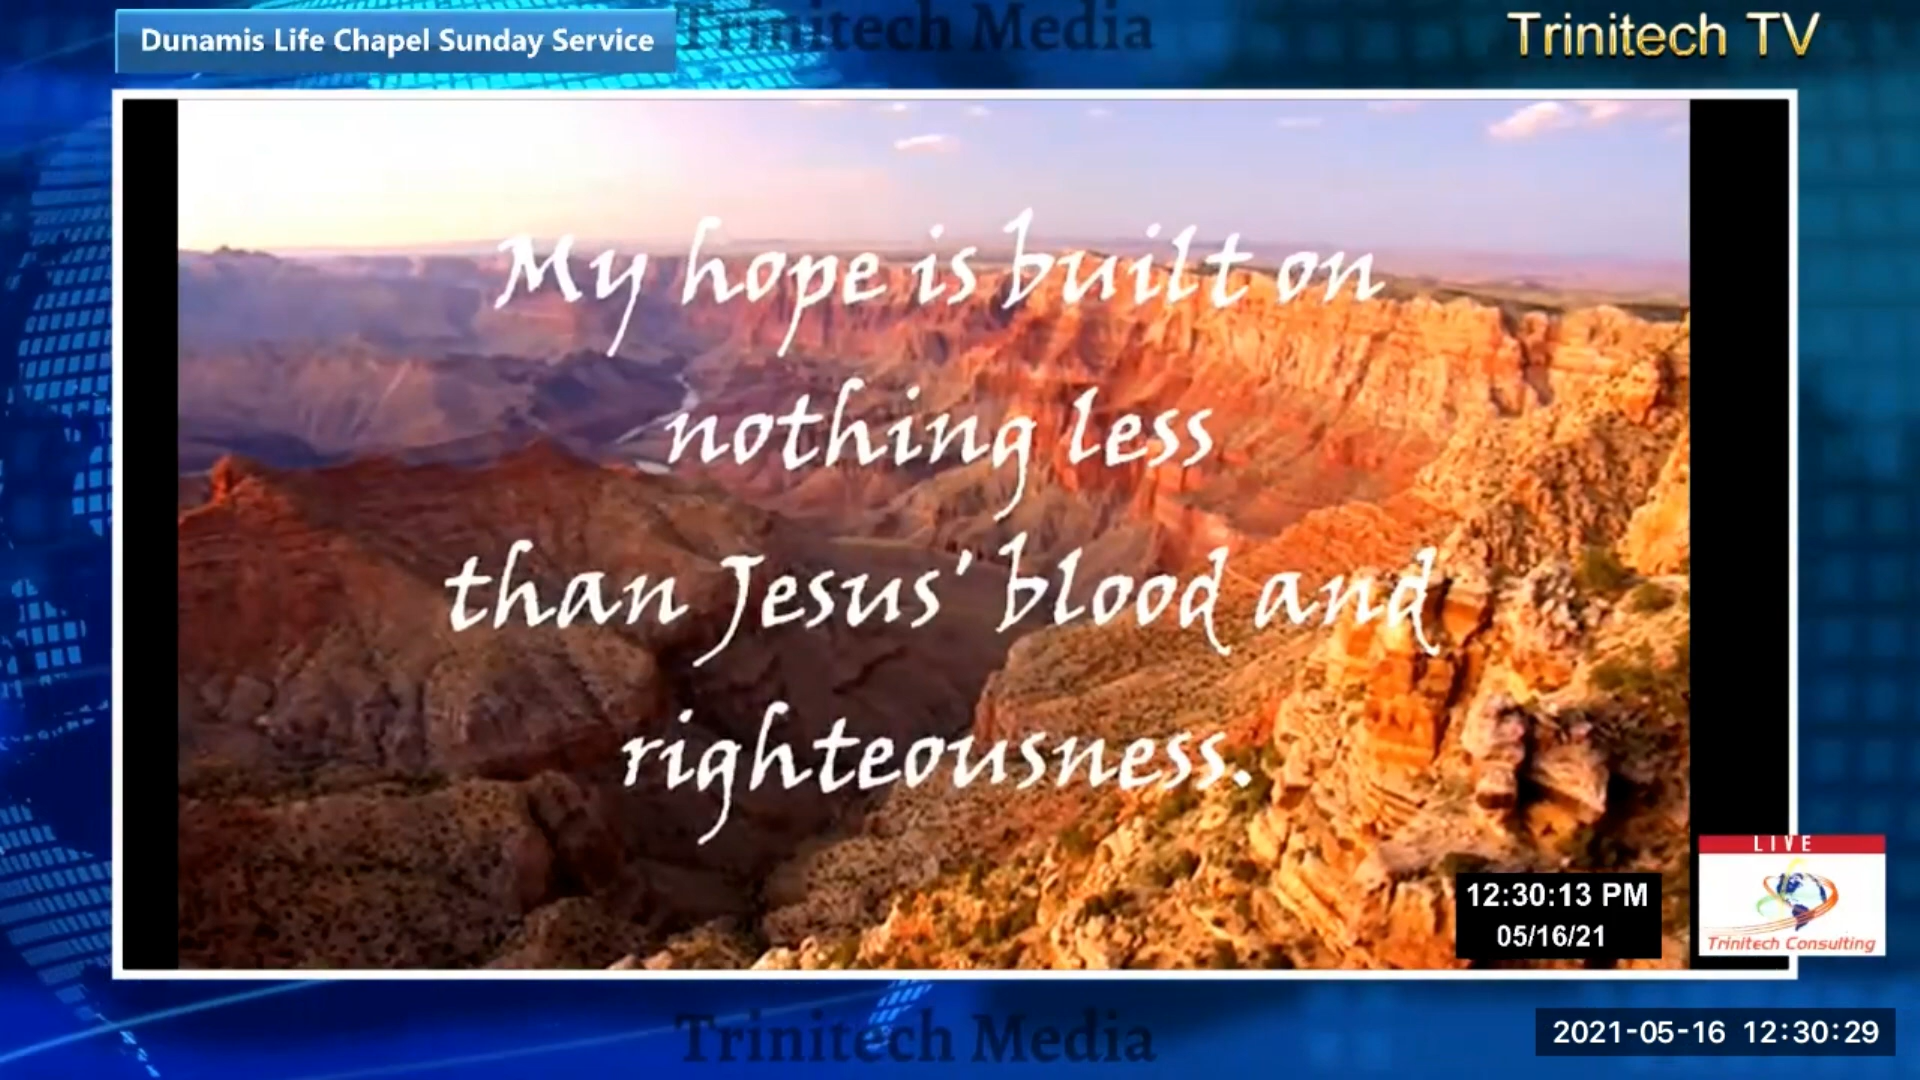 Dunamis Life Chapel Sunday Service
Trinitech Media
Trinitech TV
My hope is built on
nothing less
than Jesus' blood and
righteousness.
LIVE
12:30:13 PM
05/16/21
Trinitech Consulting
Trinitech Media
2021-05-16 12:30:29